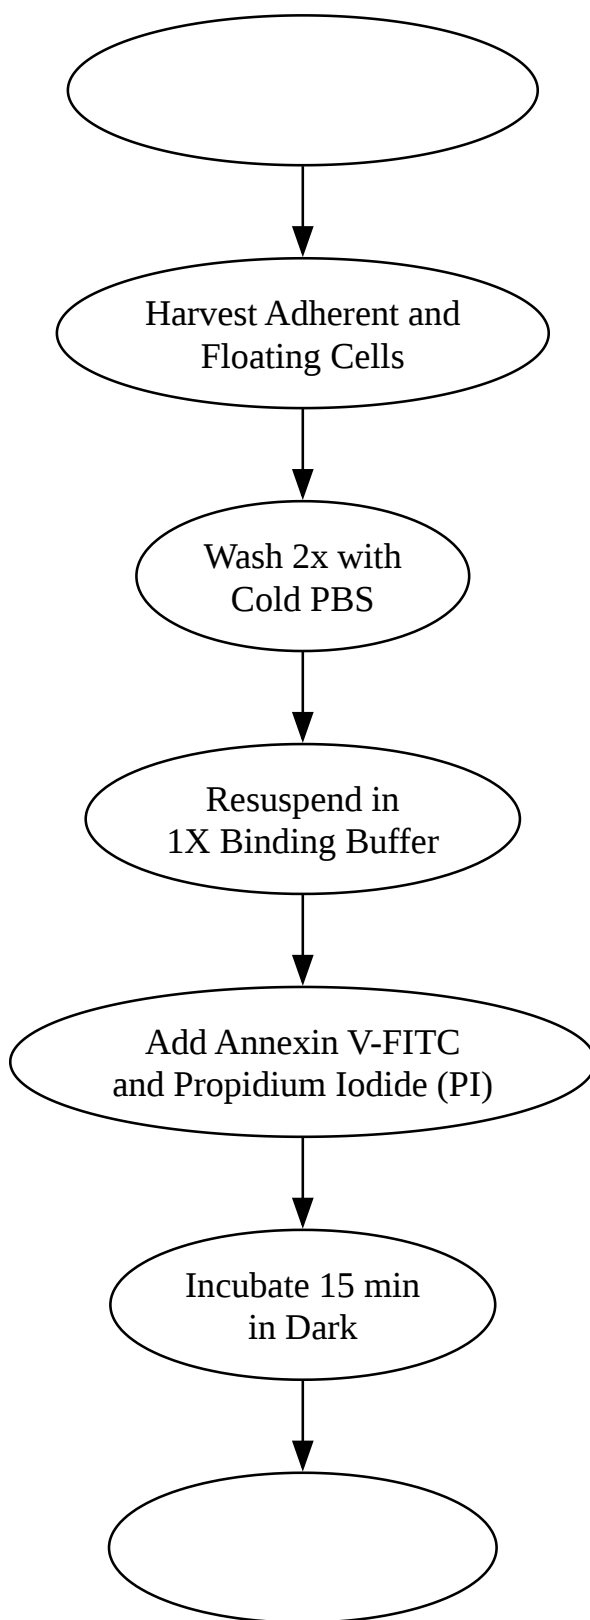 Harvest Adherent and
Floating Cells
Wash 2x with
Cold PBS
Resuspend in
1X Binding Buffer
Add Annexin V-FITC
and Propidium Iodide (PI)
Incubate 15 min
in Dark